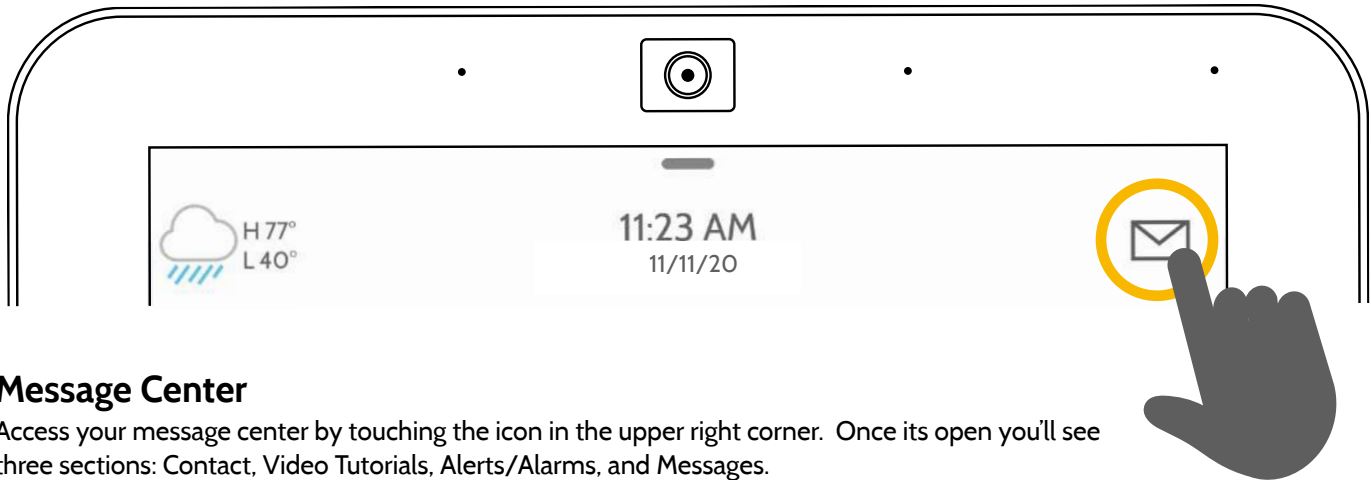 H 77°
L 40°
11:23 AM
11/11/20
Message Center
Access your message center by touching the icon in the upper right corner.  Once its open you'll see
three sections: Contact, Video Tutorials, Alerts/Alarms, and Messages.